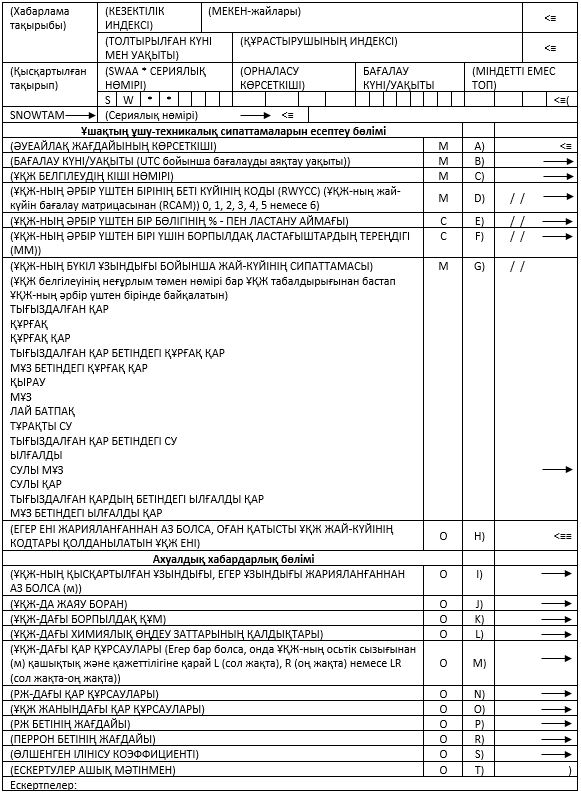 (Хабарлама тақырыбы) (КЕЗЕКТІЛІК ИНДЕКСІ) (МЕКЕН-жайлары) <≡
(ТОЛТЫРЫЛҒАН КҮНІ МЕН УАҚЫТЫ) (ҚҰРАСТЫРУШЫНЫҢ ИНДЕКСІ) <≡
(Қысқартылған тақырып) (SWAA * СЕРИЯЛЫҚ НӨМІРІ) (ОРНАЛАСУ КӨРСЕТКІШІ) БАҒАЛАУ КҮНІ/УАҚЫТЫ (МІНДЕТТІ ЕМЕС ТОП)
S W * * <≡(
SNOWTAM (Сериялық нөмірі) <≡
Ұшақтың ұшу-техникалық сипаттамаларын есептеу бөлімі
(ӘУЕАЙЛАҚ ЖАҒДАЙЫНЫҢ КӨРСЕТКІШІ) M A) <≡
(БАҒАЛАУ КҮНІ/УАҚЫТЫ (UTC бойынша бағалауды аяқтау уақыты)) M B)
(ҰҚЖ БЕЛГІЛЕУДІҢ КІШІ НӨМІРІ) M C)
(ҰҚЖ-НЫҢ ӘРБІР ҮШТЕН БІРІНІҢ БЕТІ КҮЙІНІҢ КОДЫ (RWYCC) (ҰҚЖ-ның жай-күйін бағалау матрицасынан (RCAM)) 0, 1, 2, 3, 4, 5 немесе 6) M D) / /
(ҰҚЖ-НЫҢ ӘРБІР ҮШТЕН БІР БӨЛІГІНІҢ % - ПЕН ЛАСТАНУ АЙМАҒЫ) C E) / /
(ҰҚЖ-НЫҢ ӘРБІР ҮШТЕН БІРІ ҮШІН БОРПЫЛДАҚ ЛАСТАҒЫШТАРДЫҢ ТЕРЕҢДІГІ (ММ)) C F) / /
(ҰҚЖ-НЫҢ БҮКІЛ ҰЗЫНДЫҒЫ БОЙЫНША ЖАЙ-КҮЙІНІҢ СИПАТТАМАСЫ) M G) / /
(ҰҚЖ белгілеуінің неғұрлым төмен нөмірі бар ҰҚЖ табалдырығынан бастап ҰҚЖ-ның әрбір үштен бірінде байқалатын)
ТЫҒЫЗДАЛҒАН ҚАР
ҚҰРҒАҚ
ҚҰРҒАҚ ҚАР
ТЫҒЫЗДАЛҒАН ҚАР БЕТІНДЕГІ ҚҰРҒАҚ ҚАР
МҰЗ БЕТІНДЕГІ ҚҰРҒАҚ ҚАР
ҚЫРАУ
МҰЗ
ЛАЙ БАТПАҚ
ТҰРАҚТЫ СУ
ТЫҒЫЗДАЛҒАН ҚАР БЕТІНДЕГІ СУ
ЫЛҒАЛДЫ
СУЛЫ МҰЗ
СУЛЫ ҚАР
ТЫҒЫЗДАЛҒАН ҚАРДЫҢ БЕТІНДЕГІ ЫЛҒАЛДЫ ҚАР
МҰЗ БЕТІНДЕГІ ЫЛҒАЛДЫ ҚАР
(ЕГЕР ЕНІ ЖАРИЯЛАНҒАННАН АЗ БОЛСА, ОҒАН ҚАТЫСТЫ ҰҚЖ ЖАЙ-КҮЙІНІҢ КОДТАРЫ ҚОЛДАНЫЛАТЫН ҰҚЖ ЕНІ) O H) <≡≡
Ахуалдық хабардарлық бөлімі
(ҰҚЖ-НЫҢ ҚЫСҚАРТЫЛҒАН ҰЗЫНДЫҒЫ, ЕГЕР ҰЗЫНДЫҒЫ ЖАРИЯЛАНҒАННАН АЗ БОЛСА (м)) O I)
(ҰҚЖ-ДА ЖАЯУ БОРАН) O J)
(ҰҚЖ-ДАҒЫ БОРПЫЛДАҚ ҚҰМ) O K)
(ҰҚЖ-ДАҒЫ ХИМИЯЛЫҚ ӨҢДЕУ ЗАТТАРЫНЫҢ ҚАЛДЫҚТАРЫ) O L)
(ҰҚЖ-ДАҒЫ ҚАР ҚҰРСАУЛАРЫ (Егер бар болса, онда ҰҚЖ-ның осьтік сызығынан (м) қашықтық және қажеттілігіне қарай L (сол жақта), R (оң жақта) немесе LR (сол жақта-оң жақта)) O M)
(РЖ-ДАҒЫ ҚАР ҚҰРСАУЛАРЫ) O N)
(ҰҚЖ ЖАНЫНДАҒЫ ҚАР ҚҰРСАУЛАРЫ) O O)
(РЖ БЕТІНІҢ ЖАҒДАЙЫ) O P)
(ПЕРРОН БЕТІНІҢ ЖАҒДАЙЫ) O R)
(ӨЛШЕНГЕН ІЛІНІСУ КОЭФФИЦИЕНТІ) O S)
(ЕСКЕРТУЛЕР АШЫҚ МӘТІНМЕН) O T) )
Ескертпелер: